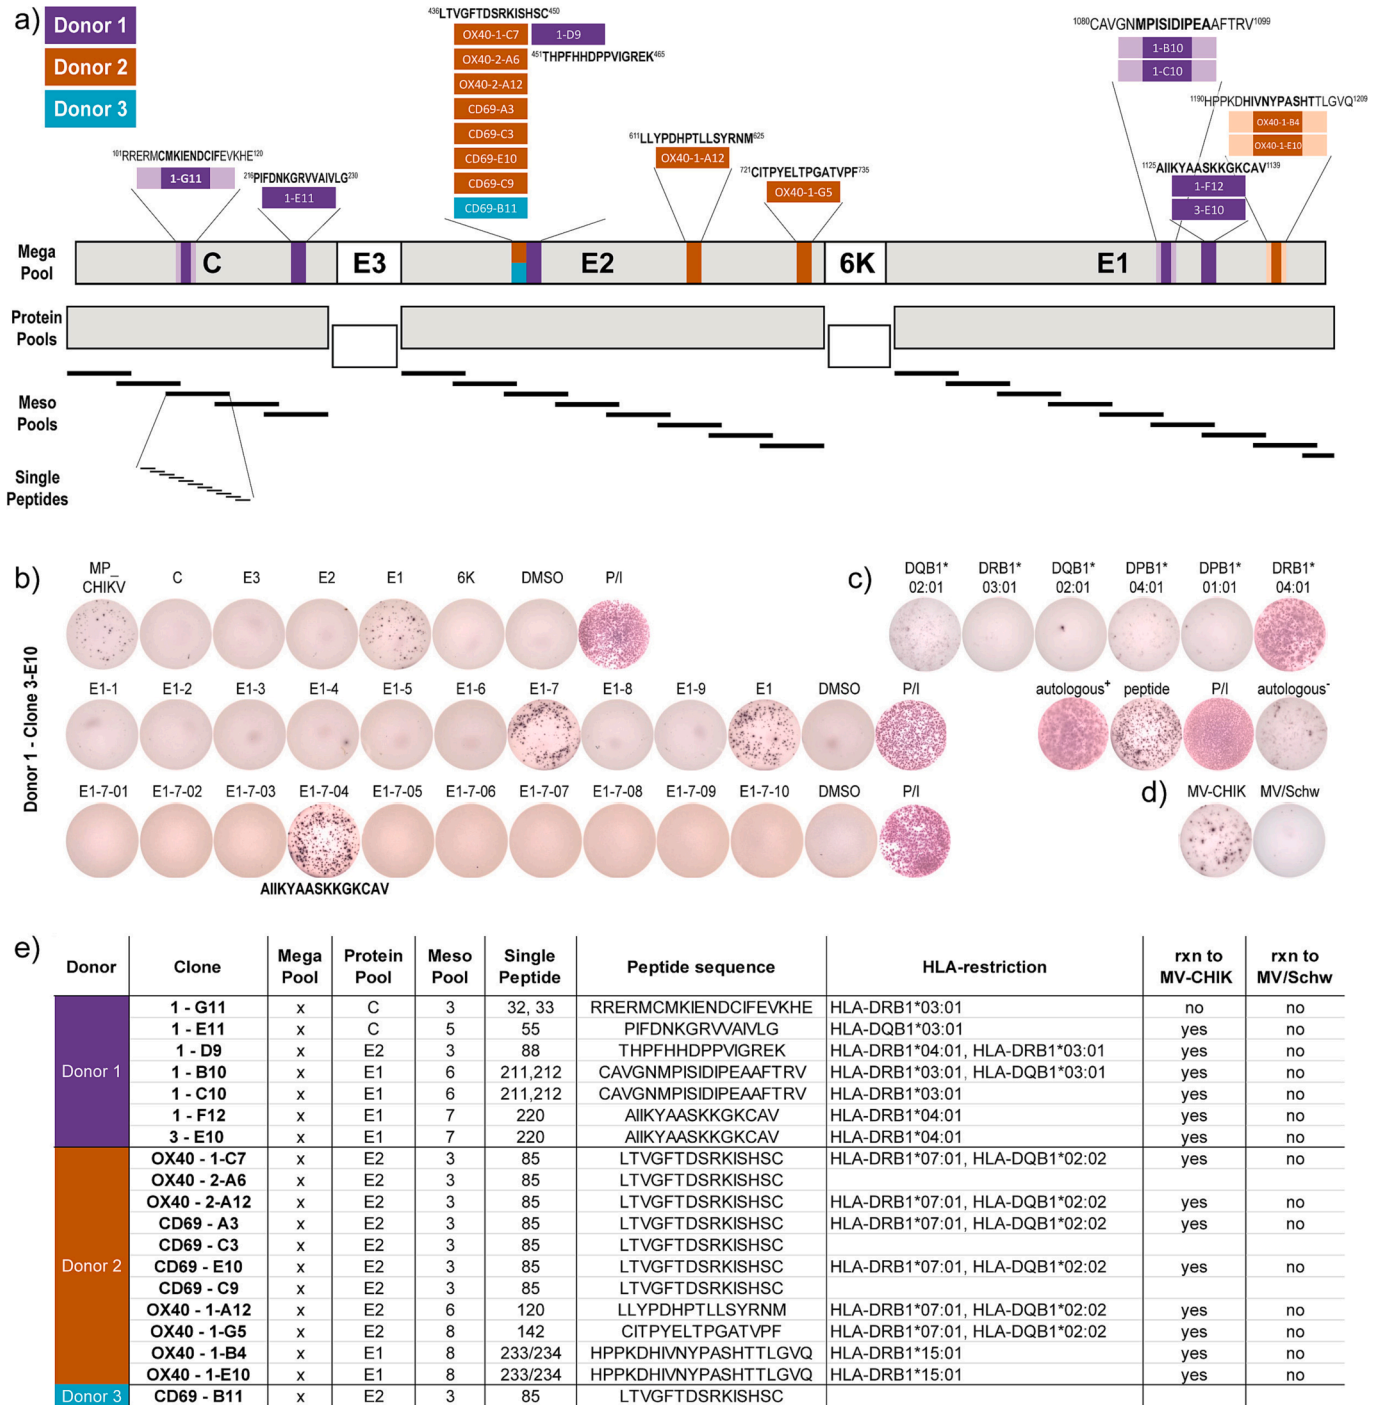 a)
Donor 1
Donor 2
Donor 3
436LTVGFTDSRKISHSC450
OX40-1-C7 1-D9
OX40-2-A6 451THPFHHDPPVIGREK465
OX40-2-A12
CD69-A3
CD69-C3
CD69-E10
CD69-C9
CD69-B11
1080CAVGNMPISIDIPEAAFTRV1099
1-B10
1-C10
1190HPPKDHIVNYPASHTTLGVQ1209
OX40-1-B4
OX40-1-E10
101RRERMCMKIENDCIFEVKHE120
1-G11
216PIFDNKGRVVAIVLG230
1-E11
611LLYPDHPTLLSYRNM625
OX40-1-A12
721CITPYELTPGATVPF735
OX40-1-G5
1125AIIKYAASKKGKCAV1139
1-F12
3-E10
Mega
Pool
C E3 E2 6K E1
Protein
Pools
Meso
Pools
Single
Peptides
b)
Donor 1 - Clone 3-E10
MP_
CHIKV C E3 E2 E1 6K DMSO P/I
E1-1 E1-2 E1-3 E1-4 E1-5 E1-6 E1-7 E1-8 E1-9 E1 DMSO P/I
E1-7-01 E1-7-02 E1-7-03 E1-7-04 E1-7-05 E1-7-06 E1-7-07 E1-7-08 E1-7-09 E1-7-10 DMSO P/I
AIIKYAASKKGKCAV
c)
DQB1* DRB1* DQB1* DPB1* DPB1* DRB1*
02:01 03:01 02:01 04:01 01:01 04:01
autologous+ peptide P/I autologous-
d)
MV-CHIK MV/Schw
e)
Donor Clone Mega Pool Protein Pool Meso Pool Single Peptide Peptide sequence HLA-restriction rxn to MV-CHIK rxn to MV/Schw
Donor 1
1 - G11 x C 3 32, 33 RRERMCMKIENDCIFEVKHE HLA-DRB1*03:01 no no
1 - E11 x C 5 55 PIFDNKGRVVAIVLG HLA-DQB1*03:01 yes no
1 - D9 x E2 3 88 THPFHHDPPVIGREK HLA-DRB1*04:01, HLA-DRB1*03:01 yes no
1 - B10 x E1 6 211,212 CAVGNMPISIDIPEAAFTRV HLA-DRB1*03:01, HLA-DQB1*03:01 yes no
1 - C10 x E1 6 211,212 CAVGNMPISIDIPEAAFTRV HLA-DRB1*03:01 yes no
1 - F12 x E1 7 220 AIIKYAASKKGKCAV HLA-DRB1*04:01 yes no
3 - E10 x E1 7 220 AIIKYAASKKGKCAV HLA-DRB1*04:01 yes no
Donor 2
OX40 - 1-C7 x E2 3 85 LTVGFTDSRKISHSC HLA-DRB1*07:01, HLA-DQB1*02:02 yes no
OX40 - 2-A6 x E2 3 85 LTVGFTDSRKISHSC
OX40 - 2-A12 x E2 3 85 LTVGFTDSRKISHSC HLA-DRB1*07:01, HLA-DQB1*02:02 yes no
CD69 - A3 x E2 3 85 LTVGFTDSRKISHSC HLA-DRB1*07:01, HLA-DQB1*02:02 yes no
CD69 - C3 x E2 3 85 LTVGFTDSRKISHSC
CD69 - E10 x E2 3 85 LTVGFTDSRKISHSC HLA-DRB1*07:01, HLA-DQB1*02:02 yes no
CD69 - C9 x E2 3 85 LTVGFTDSRKISHSC
OX40 - 1-A12 x E2 6 120 LLYPDHPTLLSYRNM HLA-DRB1*07:01, HLA-DQB1*02:02 yes no
OX40 - 1-G5 x E2 8 142 CITPYELTPGATVPF HLA-DRB1*07:01, HLA-DQB1*02:02 yes no
OX40 - 1-B4 x E1 8 233/234 HPPKDHIVNYPASHTTLGVQ HLA-DRB1*15:01 yes no
OX40 - 1-E10 x E1 8 233/234 HPPKDHIVNYPASHTTLGVQ HLA-DRB1*15:01 yes no
Donor 3
CD69 - B11 x E2 3 85 LTVGFTDSRKISHSC